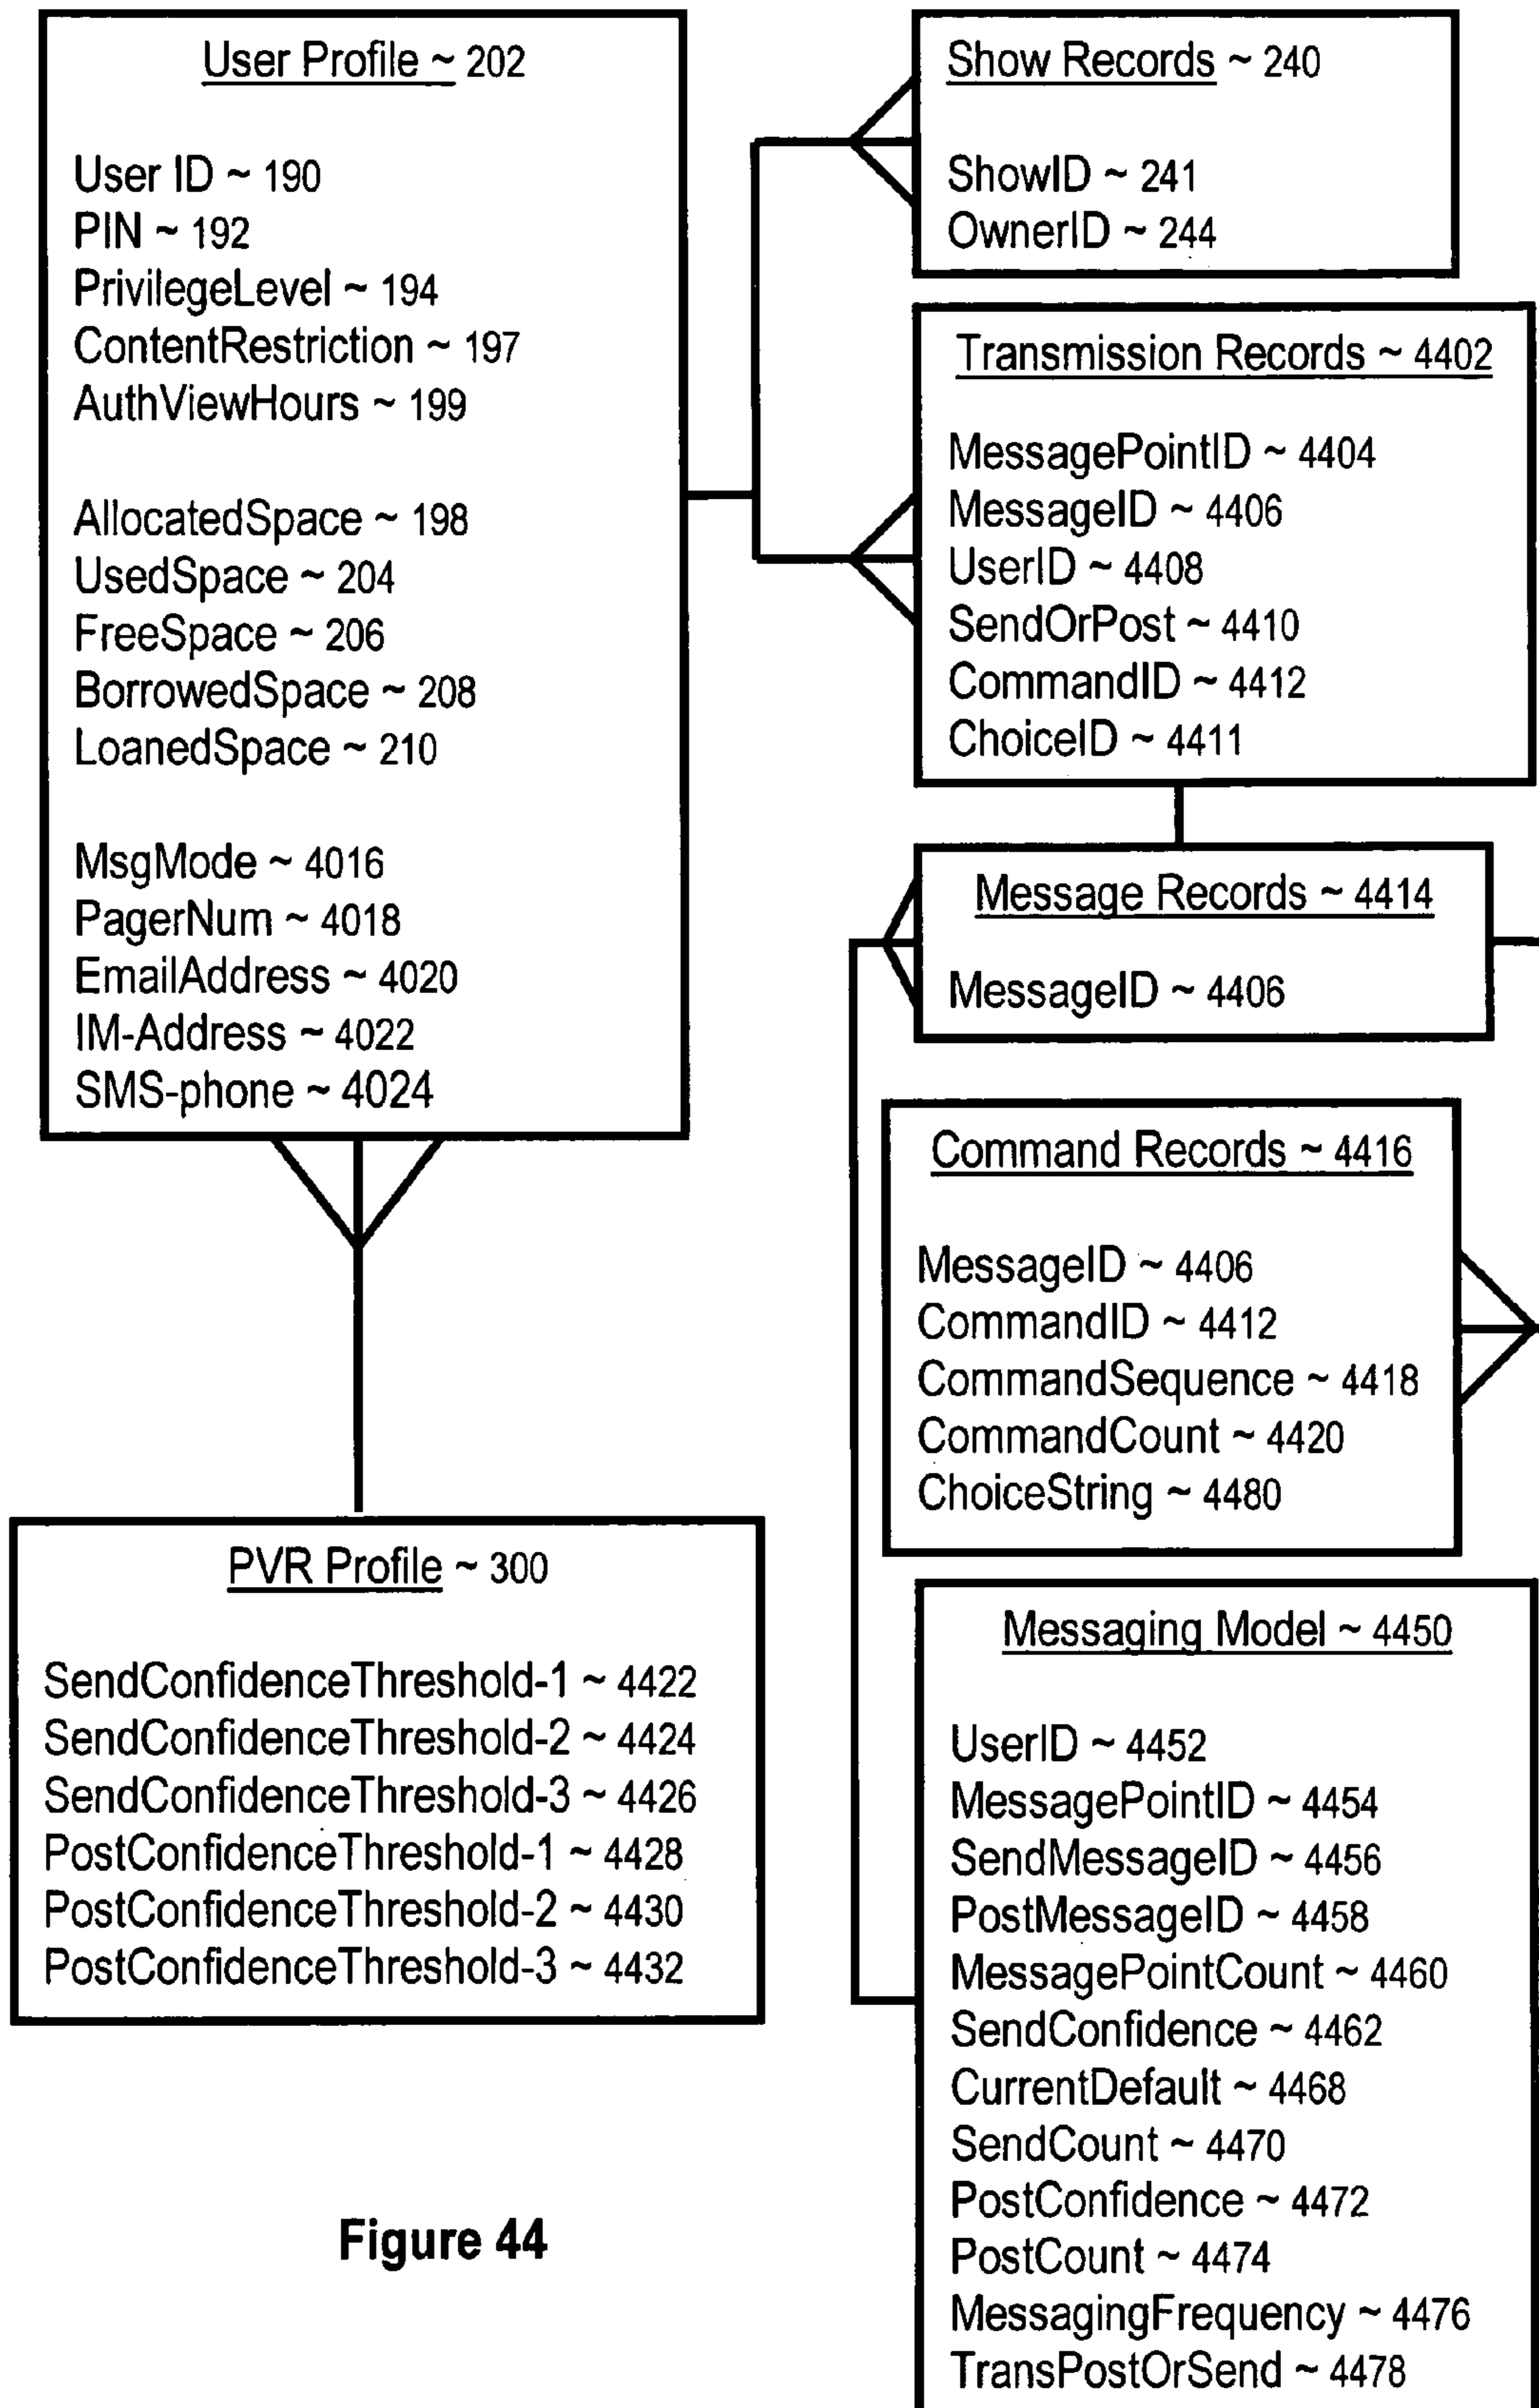 User Profile ~ 202
User ID ~ 190
PIN ~ 192
PrivilegeLevel ~ 194
ContentRestriction ~ 197
AuthViewHours ~ 199
AllocatedSpace ~ 198
UsedSpace ~ 204
FreeSpace ~ 206
BorrowedSpace ~ 208
LoanedSpace ~ 210
MsgMode ~ 4016
PagerNum ~ 4018
EmailAddress ~ 4020
IM-Address ~ 4022
SMS-phone ~ 4024
PVR Profile ~ 300
SendConfidenceThreshold-1 ~ 4422
SendConfidenceThreshold-2 ~ 4424
SendConfidenceThreshold-3 ~ 4426
PostConfidenceThreshold-1 ~ 4428
PostConfidenceThreshold-2 ~ 4430
PostConfidenceThreshold-3 ~ 4432
Show Records ~ 240
ShowID ~ 241
OwnerID ~ 244
Transmission Records ~ 4402
MessagePointID ~ 4404
MessageID ~ 4406
UserID ~ 4408
SendOrPost ~ 4410
CommandID ~ 4412
ChoiceID ~ 4411
Message Records ~ 4414
MessageID ~ 4406
Command Records ~ 4416
MessageID ~ 4406
CommandID ~ 4412
CommandSequence ~ 4418
CommandCount ~ 4420
ChoiceString ~ 4480
Messaging Model ~ 4450
UserID ~ 4452
MessagePointID ~ 4454
SendMessageID ~ 4456
PostMessageID ~ 4458
MessagePointCount ~ 4460
SendConfidence ~ 4462
CurrentDefault ~ 4468
SendCount ~ 4470
PostConfidence ~ 4472
PostCount ~ 4474
MessagingFrequency ~ 4476
TransPostOrSend ~ 4478
Figure 44